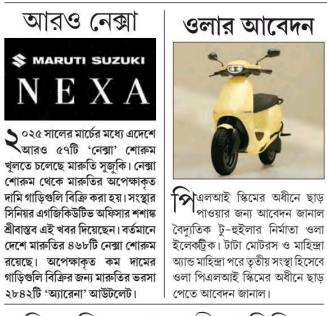 আরও নেক্সা
MARUTI SUZUKI
NEXA
২০২৫ সালের মার্চের মধ্যে এদেশে
আরও ৫৭টি ‘নেক্সা’ শোরুম
খুলতে চলেছে মারুতি সুজুকি। নেক্সা
শোরুম থেকে মারুতির অপেক্ষাকৃত
দামি গাড়িগুলি বিক্রি করা হয়। সংস্থার
সিনিয়র এগজিকিউটিভ অফিসার শশাঙ্ক
শ্রীবাস্তব এই খবর দিয়েছেন। বর্তমানে
দেশে মারুতির ৪৬৮টি নেক্সা শোরুম
রয়েছে। অপেক্ষাকৃত কম দামের
গাড়িগুলি বিক্রির জন্য মারুতির ভরসা
২৮৪২টি ‘অ্যারেনা’ আউটলেট।
ওলার আবেদন
পিএলআই স্কিমের অধীনে ছাড়
পাওয়ার জন্য আবেদন জানাল
বৈদ্যুতিক টু-হুইলার নির্মাতা ওলা
ইলেকট্রিক। টাটা মোটরস ও মাহিন্দ্রা
অ্যান্ড মাহিন্দ্রা পরে তৃতীয় সংস্থা হিসেবে
ওলা পিএলআই স্কিমের অধীনে ছাড়
পেতে আবেদন জানাল।